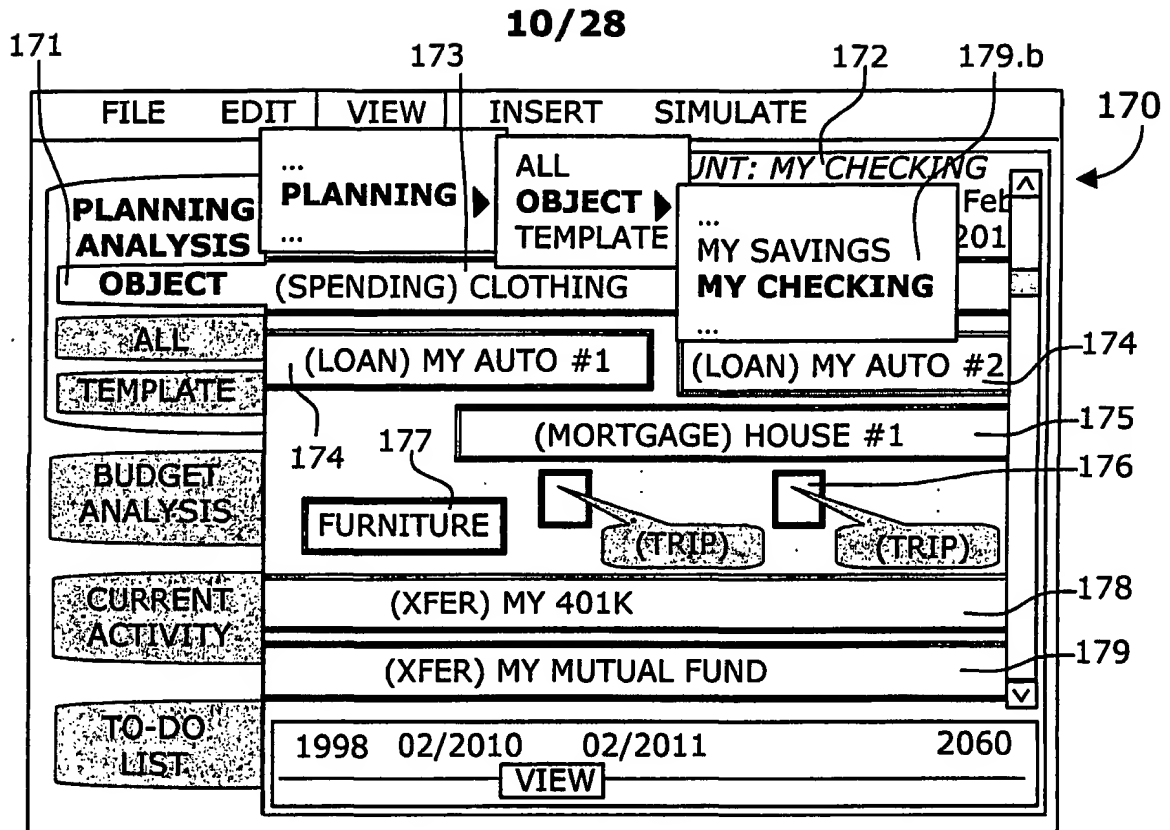 10/28
171
173
172
179.b
170
FILE EDIT VIEW INSERT SIMULATE
...
PLANNING
...
ALL
OBJECT
TEMPLATE
UNT: MY CHECKING
Feb
201
...
MY SAVINGS
MY CHECKING
...
PLANNING
ANALYSIS
OBJECT
ALL
TEMPLATE
BUDGET
ANALYSIS
CURRENT
ACTIVITY
TO-DO
LIST
(SPENDING) CLOTHING
(LOAN) MY AUTO #1
(LOAN) MY AUTO #2
174
(MORTGAGE) HOUSE #1
175
174
177
176
FURNITURE
(TRIP)
(TRIP)
(XFER) MY 401K
178
(XFER) MY MUTUAL FUND
179
1998 02/2010 02/2011 2060
VIEW